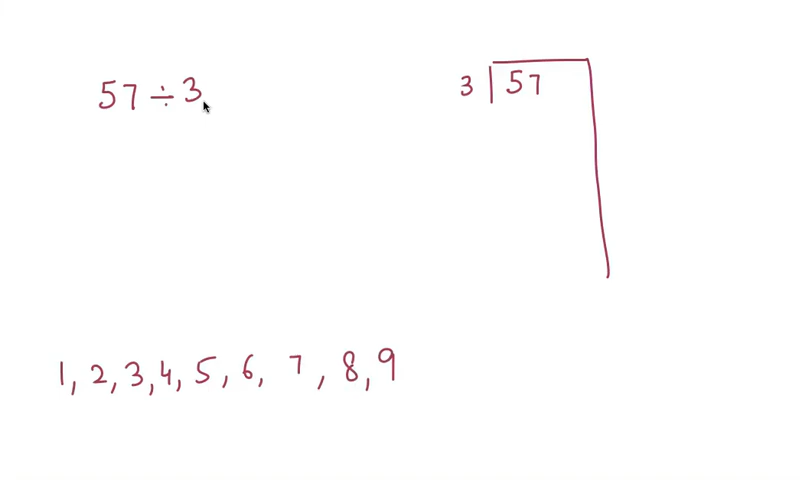 57 ÷ 3
3 57
1, 2, 3, 4, 5, 6, 7, 8, 9